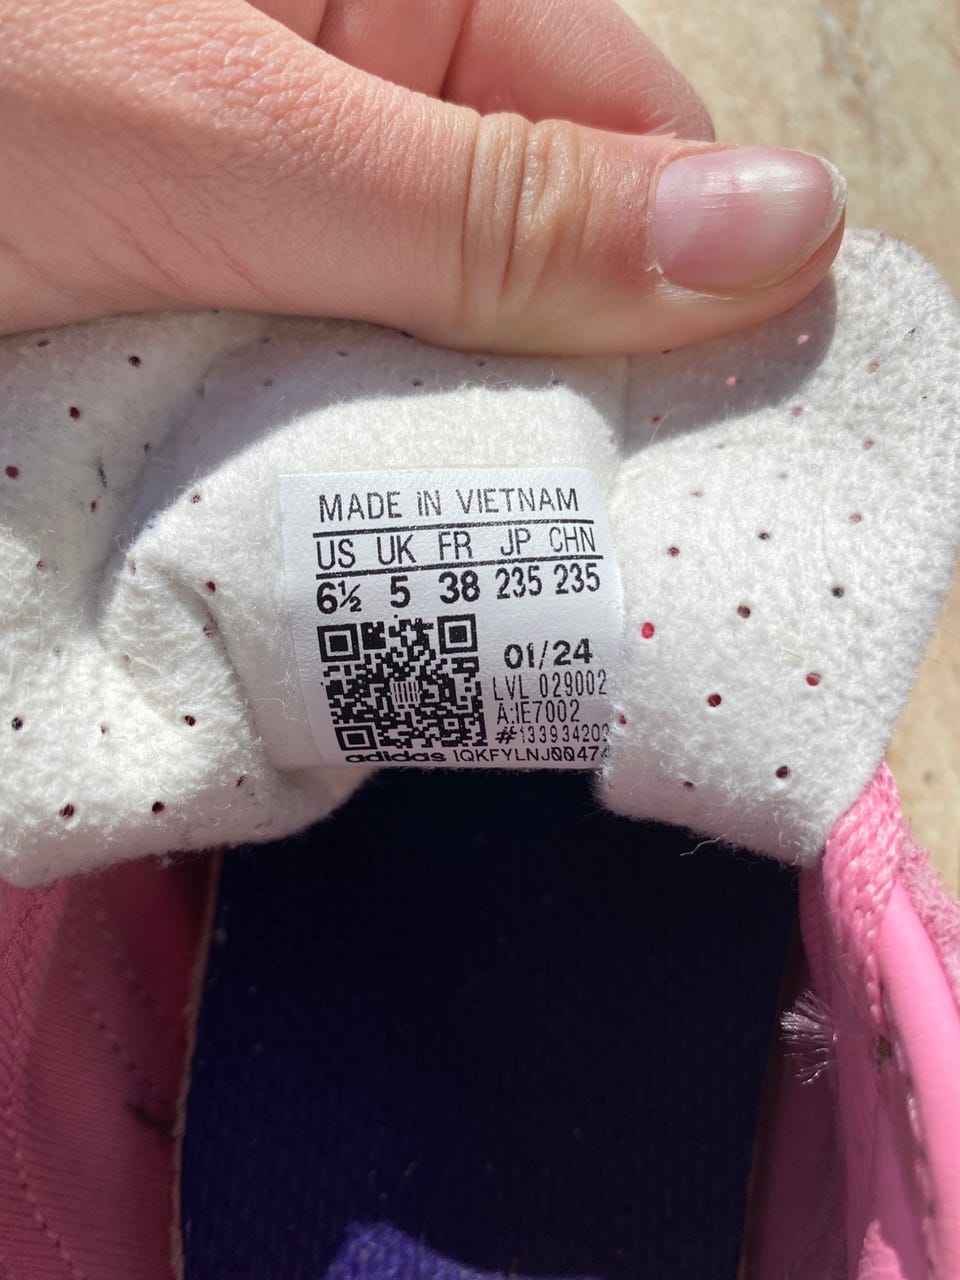 MADE IN VIETNAM
US UK FR JP CHN
6½ 5 38 235 235
01/24
LVL 029002
A:IE7002
adidas